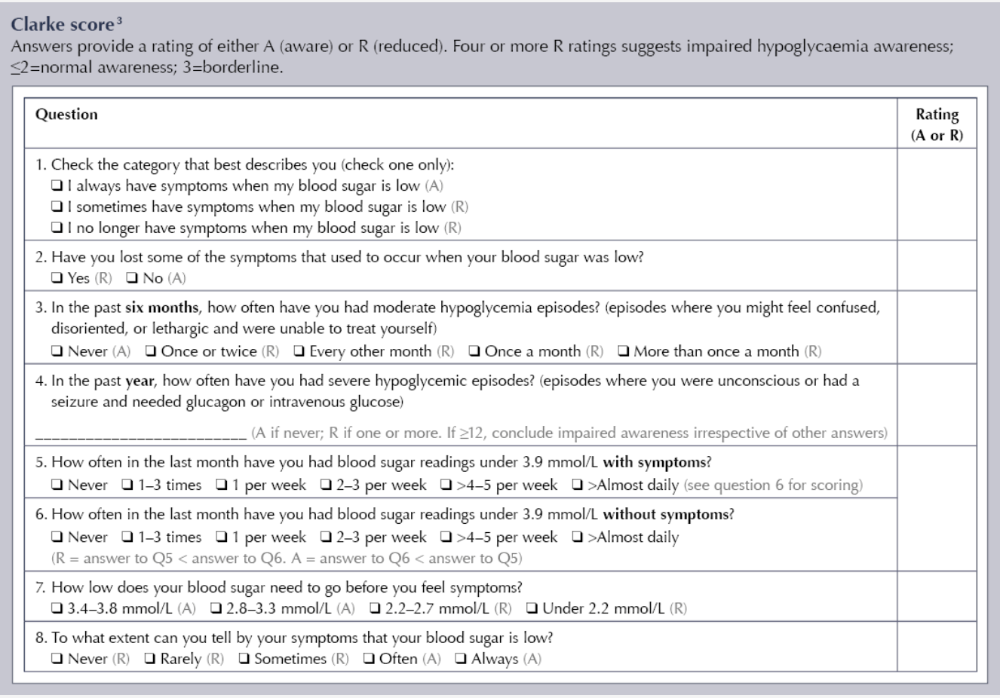 Clarke score³
Answers provide a rating of either A (aware) or R (reduced). Four or more R ratings suggests impaired hypoglycaemia awareness;
≤2=normal awareness; 3=borderline.
Question
Rating
(A or R)
1. Check the category that best describes you (check one only):
❑ I always have symptoms when my blood sugar is low (A)
❑ I sometimes have symptoms when my blood sugar is low (R)
❑ I no longer have symptoms when my blood sugar is low (R)
2. Have you lost some of the symptoms that used to occur when your blood sugar was low?
❑ Yes (R) ❑ No (A)
3. In the past six months, how often have you had moderate hypoglycemia episodes? (episodes where you might feel confused,
disoriented, or lethargic and were unable to treat yourself)
❑ Never (A) ❑ Once or twice (R) ❑ Every other month (R) ❑ Once a month (R) ❑ More than once a month (R)
4. In the past year, how often have you had severe hypoglycemic episodes? (episodes where you were unconscious or had a
seizure and needed glucagon or intravenous glucose)
_________________________ (A if never; R if one or more. If ≥12, conclude impaired awareness irrespective of other answers)
5. How often in the last month have you had blood sugar readings under 3.9 mmol/L with symptoms?
❑ Never ❑ 1–3 times ❑ 1 per week ❑ 2–3 per week ❑ >4–5 per week ❑ >Almost daily (see question 6 for scoring)
6. How often in the last month have you had blood sugar readings under 3.9 mmol/L without symptoms?
❑ Never ❑ 1–3 times ❑ 1 per week ❑ 2–3 per week ❑ >4–5 per week ❑ >Almost daily
(R = answer to Q5 < answer to Q6. A = answer to Q6 < answer to Q5)
7. How low does your blood sugar need to go before you feel symptoms?
❑ 3.4–3.8 mmol/L (A) ❑ 2.8–3.3 mmol/L (A) ❑ 2.2–2.7 mmol/L (R) ❑ Under 2.2 mmol/L (R)
8. To what extent can you tell by your symptoms that your blood sugar is low?
❑ Never (R) ❑ Rarely (R) ❑ Sometimes (R) ❑ Often (A) ❑ Always (A)